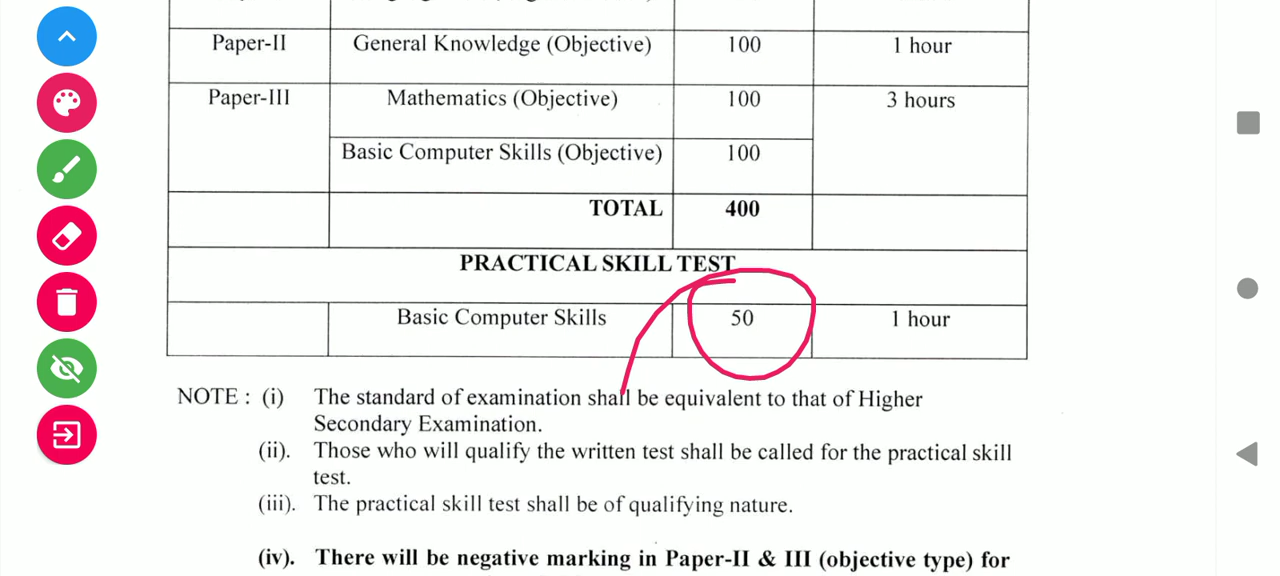 Paper-II General Knowledge (Objective) 100 1 hour
Paper-III Mathematics (Objective) 100 3 hours
Basic Computer Skills (Objective) 100
TOTAL 400
PRACTICAL SKILL TEST
Basic Computer Skills 50 1 hour
NOTE : (i) The standard of examination shall be equivalent to that of Higher
Secondary Examination.
(ii). Those who will qualify the written test shall be called for the practical skill
test.
(iii). The practical skill test shall be of qualifying nature.
(iv). There will be negative marking in Paper-II & III (objective type) for